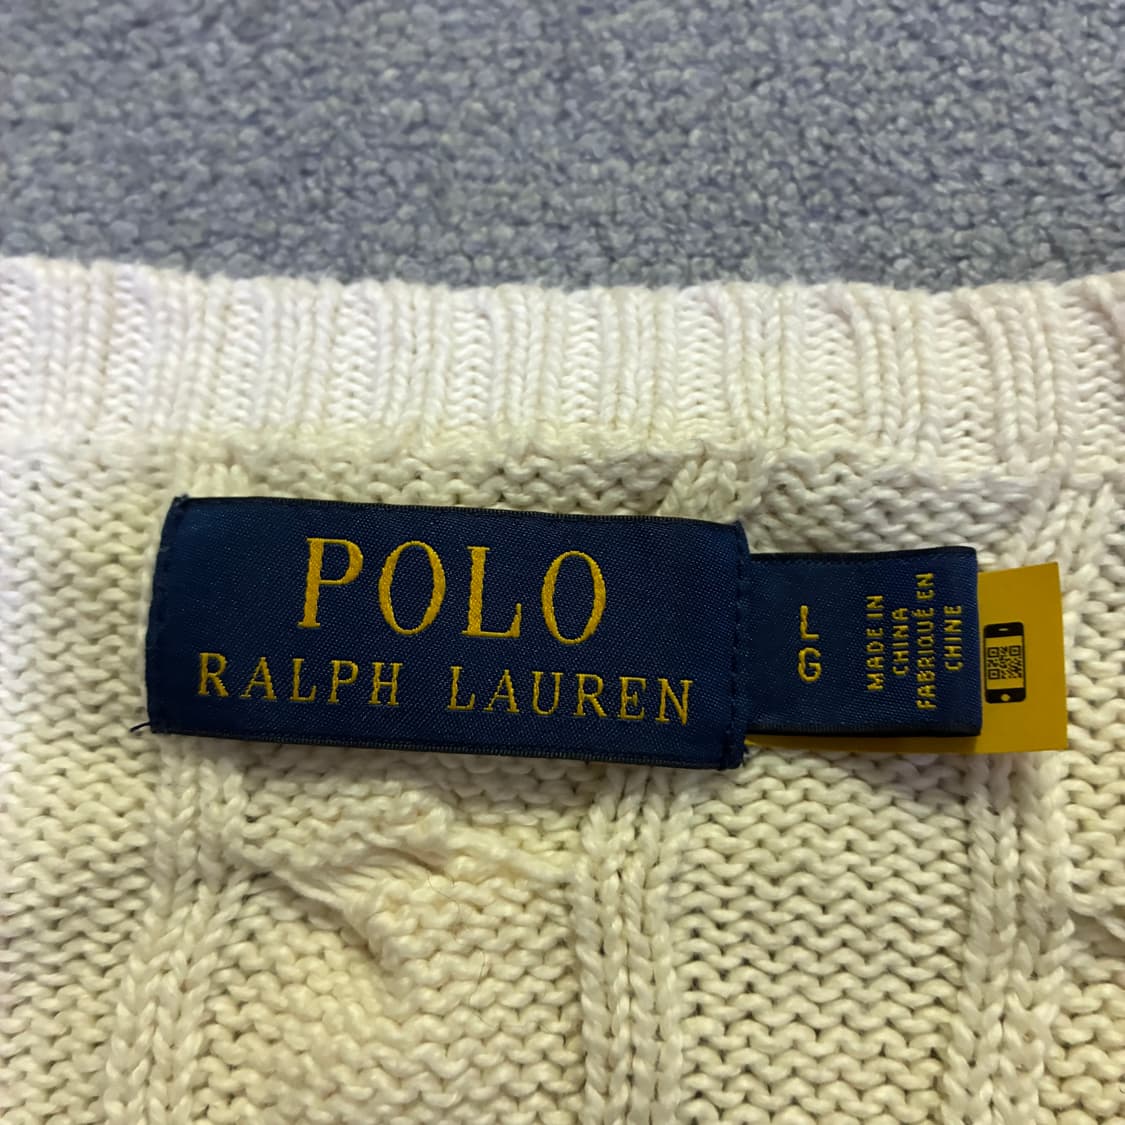 POLO
RALPH LAUREN
L
G
MADE IN
CHINA
FABRIQUÉ EN
CHINE